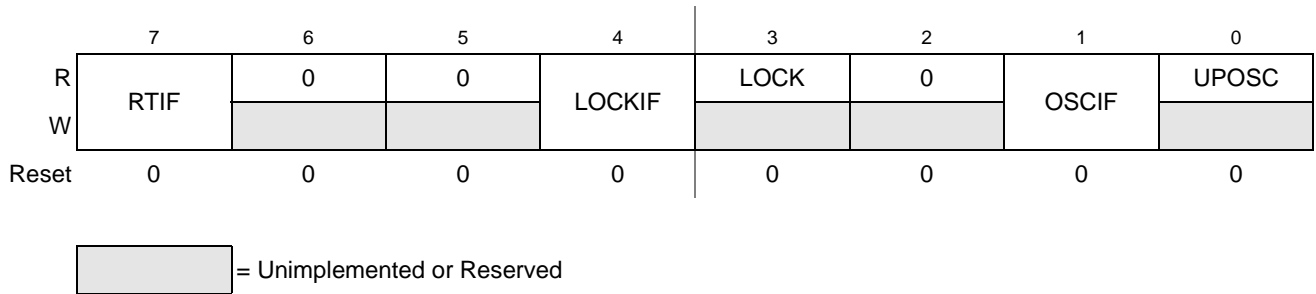 7 6 5 4 3 2 1 0
R RTIF 0 0 LOCKIF LOCK 0 OSCIF UPOSC
W
Reset 0 0 0 0 0 0 0 0
= Unimplemented or Reserved